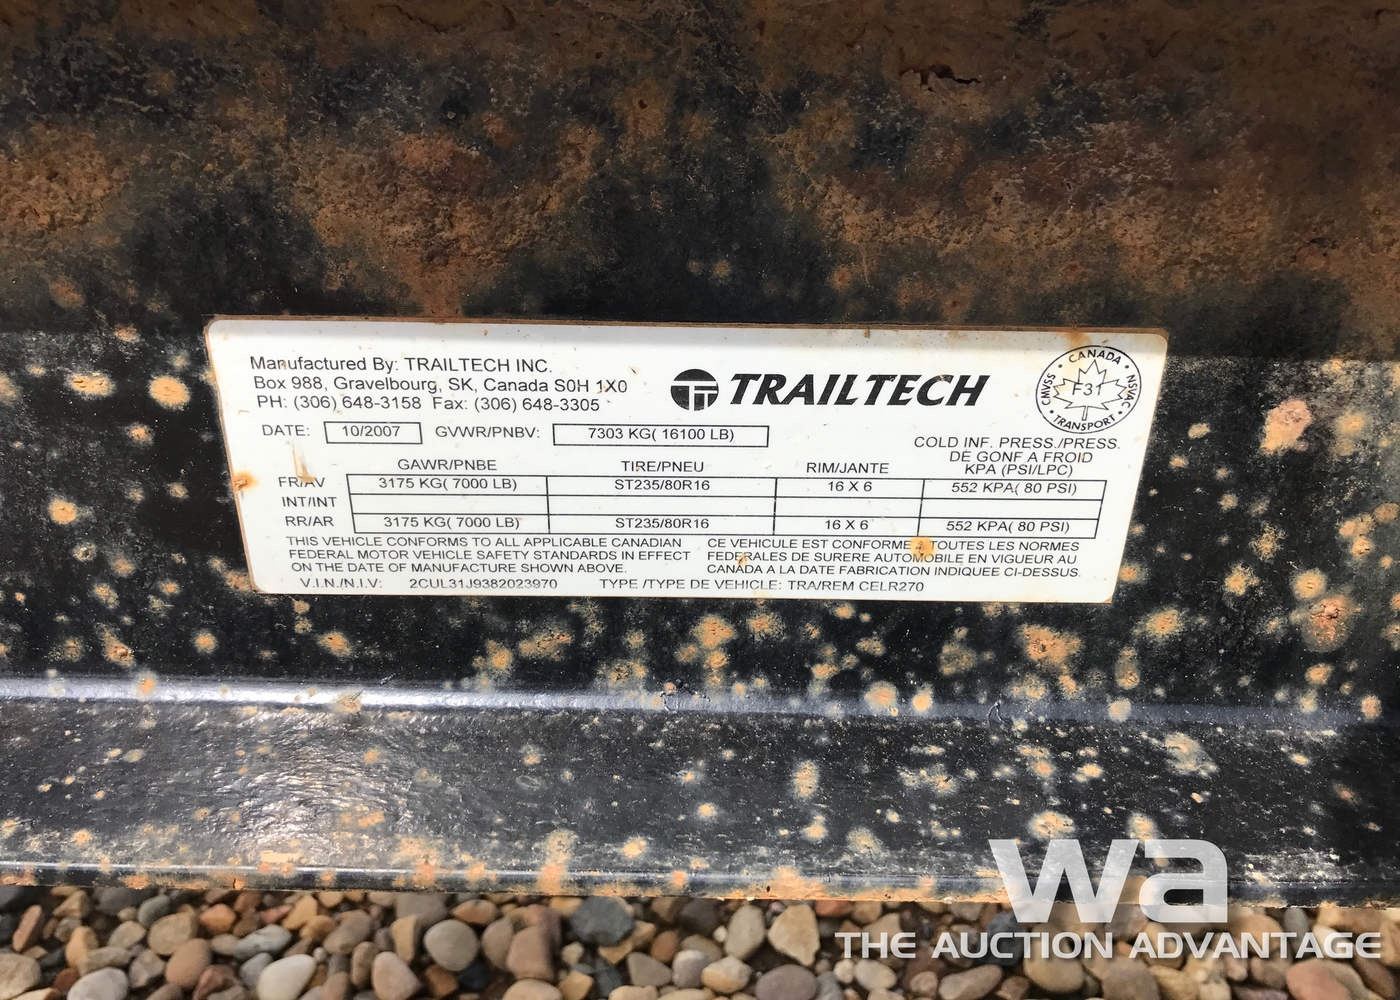 Manufactured By: TRAILTECH INC.
Box 988, Gravelbourg, SK, Canada S0H 1X0
PH: (306) 648-3158 Fax: (306) 648-3305
TRAILTECH
CANADA
CMVSS
F31
NSVAC
TRANSPORT
DATE: 10/2007 GVWR/PNBV: 7303 KG( 16100 LB)
COLD INF. PRESS./PRESS.
DE GONF A FROID
GAWR/PNBE TIRE/PNEU RIM/JANTE KPA (PSI/LPC)
FR/AV 3175 KG( 7000 LB) ST235/80R16 16 X 6 552 KPA( 80 PSI)
INT/INT
RR/AR 3175 KG( 7000 LB) ST235/80R16 16 X 6 552 KPA( 80 PSI)
THIS VEHICLE CONFORMS TO ALL APPLICABLE CANADIAN
FEDERAL MOTOR VEHICLE SAFETY STANDARDS IN EFFECT
ON THE DATE OF MANUFACTURE SHOWN ABOVE.
CE VEHICULE EST CONFORME A TOUTES LES NORMES
FEDERALES DE SURERE AUTOMOBILE EN VIGUEUR AU
CANADA A LA DATE FABRICATION INDIQUEE CI-DESSUS.
V.I.N./N.I.V: 2CUL31J9382023970 TYPE /TYPE DE VEHICLE: TRA/REM CELR270
wa
THE AUCTION ADVANTAGE